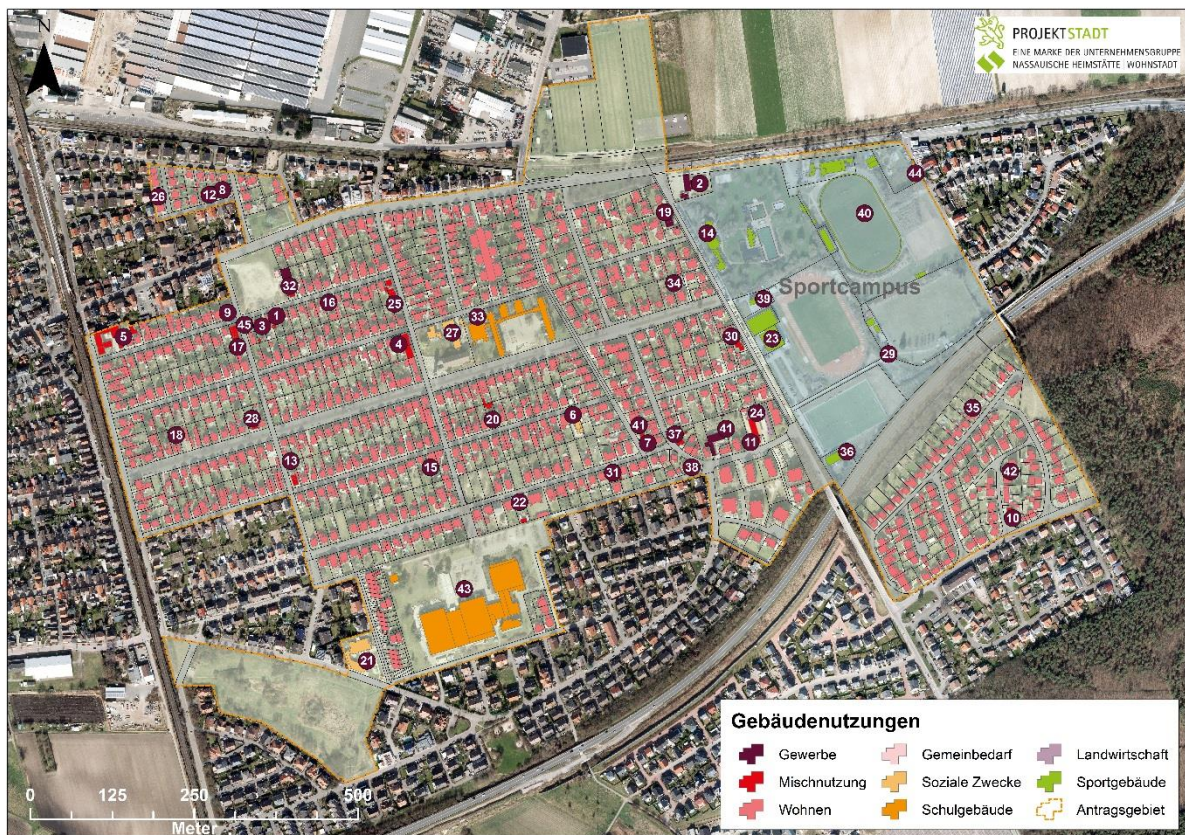 N
PROJEKTSTADT
EINE MARKE DER UNTERNEHMENSGRUPPE
NASSAUISCHE HEIMSTÄTTE | WOHNSTADT
44
2
26
12 8
19
40
14
32
16
34
25
39
Sportcampus
9
1
45
3
5
17
27
33
23
30
4
29
35
20
6
24
28
41
18
7
37
41
11
13
15
38
36
42
31
22
10
43
21
Gebäudenutzungen
Gewerbe
Gemeinbedarf
Landwirtschaft
Mischnutzung
Soziale Zwecke
Sportgebäude
Wohnen
Schulgebäude
Antragsgebiet
0 125 250 500
Meter